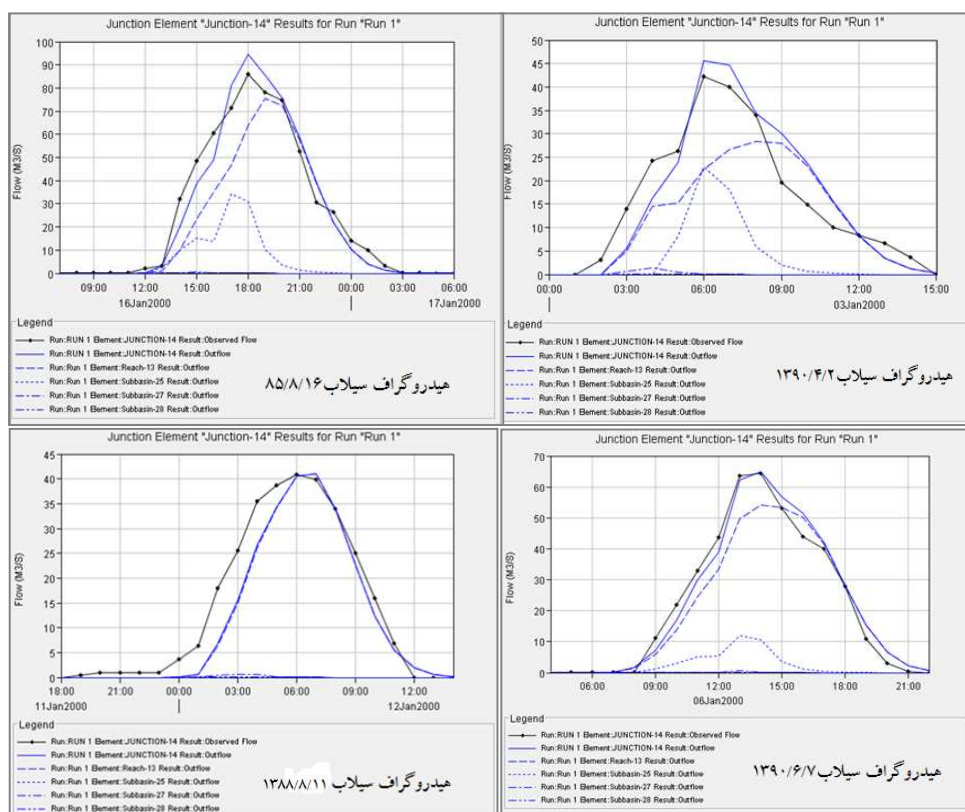 Junction Element "Junction-14" Results for Run "Run 1"
100
90
80
70
60
50
40
30
20
10
0
Flow (M3/S)
09:00 12:00 15:00 18:00 21:00 00:00 03:00 06:00
16Jan2000 17Jan2000
Legend
Run:RUN 1 Element:JUNCTION-14 Result:Observed Flow
Run:RUN 1 Element:JUNCTION-14 Result:Outflow
Run:Run 1 Element:Reach-13 Result:Outflow
Run:Run 1 Element:Subbasin-25 Result:Outflow
Run:Run 1 Element:Subbasin-27 Result:Outflow
Run:Run 1 Element:Subbasin-28 Result:Outflow
هیدروگراف سیلاب ۸۵/۸/۱۶
Junction Element "Junction-14" Results for Run "Run 1"
50
45
40
35
30
25
20
15
10
5
0
Flow (M3/S)
00:00 03:00 06:00 09:00 12:00 15:00
03Jan2000
Legend
Run:RUN 1 Element:JUNCTION-14 Result:Observed Flow
Run:RUN 1 Element:JUNCTION-14 Result:Outflow
Run:Run 1 Element:Reach-13 Result:Outflow
Run:Run 1 Element:Subbasin-25 Result:Outflow
Run:Run 1 Element:Subbasin-27 Result:Outflow
Run:Run 1 Element:Subbasin-28 Result:Outflow
هیدروگراف سیلاب ۱۳۹۰/۴/۲
Junction Element "Junction-14" Results for Run "Run 1"
45
40
35
30
25
20
15
10
5
0
Flow (M3/S)
18:00 21:00 00:00 03:00 06:00 09:00 12:00
11Jan2000 12Jan2000
Legend
Run:RUN 1 Element:JUNCTION-14 Result:Observed Flow
Run:RUN 1 Element:JUNCTION-14 Result:Outflow
Run:Run 1 Element:Reach-13 Result:Outflow
Run:Run 1 Element:Subbasin-25 Result:Outflow
Run:Run 1 Element:Subbasin-27 Result:Outflow
Run:Run 1 Element:Subbasin-28 Result:Outflow
هیدروگراف سیلاب ۱۳۸۸/۸/۱۱
Junction Element "Junction-14" Results for Run "Run 1"
70
60
50
40
30
20
10
0
Flow (M3/S)
06:00 09:00 12:00 15:00 18:00 21:00
06Jan2000
Legend
Run:RUN 1 Element:JUNCTION-14 Result:Observed Flow
Run:RUN 1 Element:JUNCTION-14 Result:Outflow
Run:Run 1 Element:Reach-13 Result:Outflow
Run:Run 1 Element:Subbasin-25 Result:Outflow
Run:Run 1 Element:Subbasin-27 Result:Outflow
Run:Run 1 Element:Subbasin-28 Result:Outflow
هیدروگراف سیلاب ۱۳۹۰/۶/۷